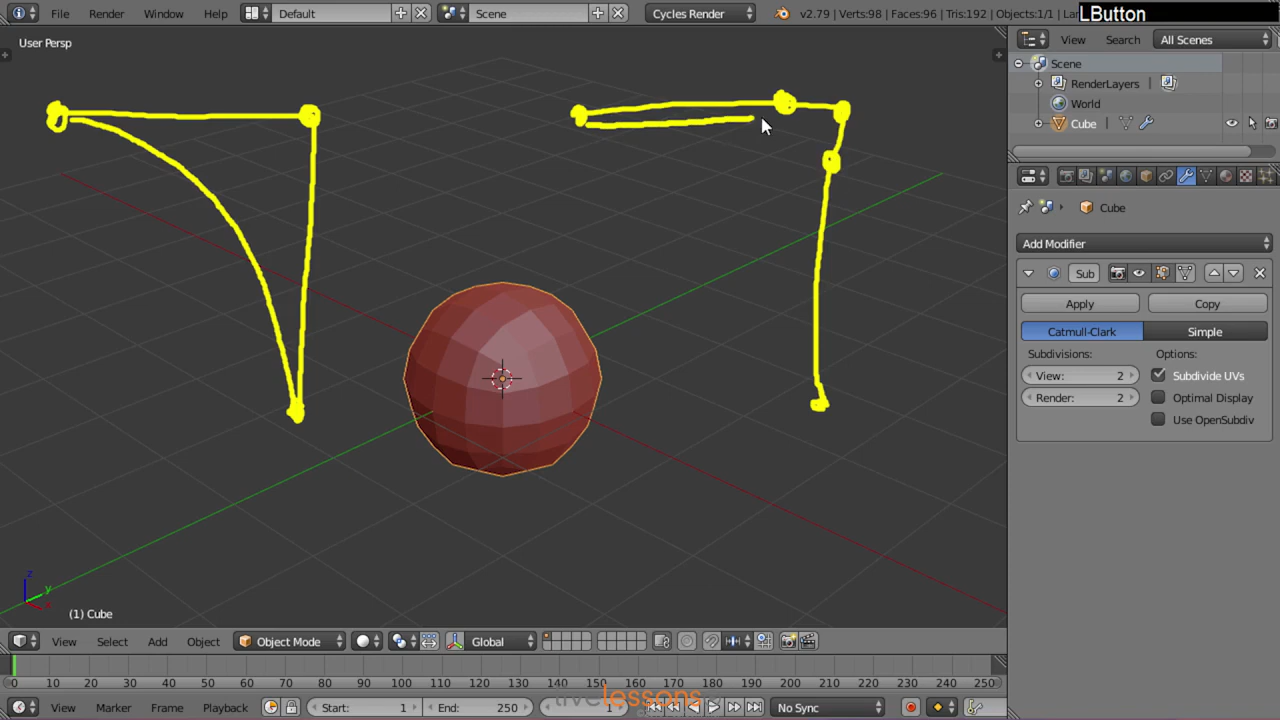 File Render Window Help Default Scene Cycles Render v2.79 | Verts:98 | Faces:96 | Tris:192 | Objects:1/1 | La LButton
User Persp
View Search All Scenes
Scene
RenderLayers
World
Cube
Cube
Add Modifier
Sub
Apply Copy
Catmull-Clark Simple
Subdivisions: Options:
View: 2 Subdivide UVs
Render: 2 Optimal Display
Use OpenSubdiv
z
y
x
(1) Cube
View Select Add Object Object Mode Global
0 10 20 30 40 50 60 70 80 90 100 110 120 130 140 150 160 170 180 190 200 210 220 230 240 250
View Marker Frame Playback Start: 1 End: 250 1 No Sync
livelessons